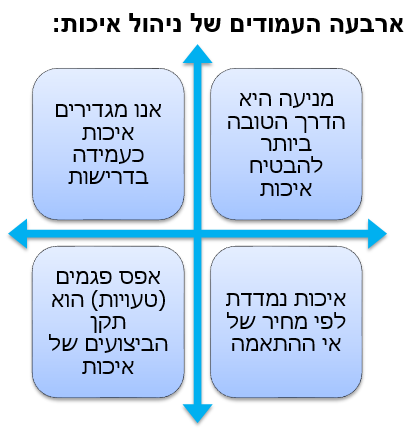 ארבעה העמודים של ניהול איכות:
מניעה היא
הדרך הטובה
ביותר
להבטיח
איכות
אנו מגדירים
איכות
כעמידה
בדרישות
איכות נמדדת
לפי מחיר של
אי ההתאמה
אפס פגמים
(טעויות) הוא
תקן
הביצועים של
איכות